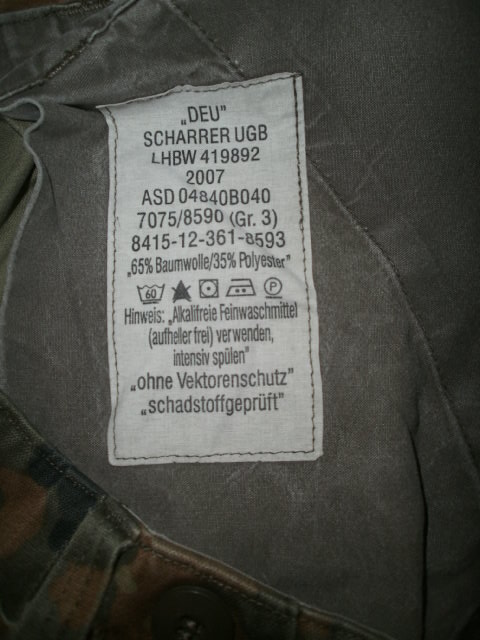 „DEU"
SCHARRER UGB
LHBW 419892
2007
ASD 04840B040
7075/8590 (Gr. 3)
8415-12-361-8593
„65% Baumwolle/35% Polyester"
60 P
Hinweis: „Alkalifreie Feinwaschmittel
(aufheller frei) verwenden,
intensiv spülen"
„ohne Vektorenschutz"
„schadstoffgeprüft"